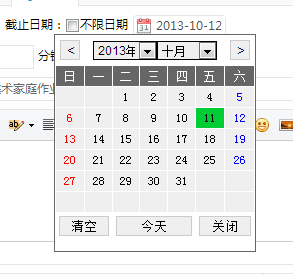 截止日期：不限日期 2013-10-12
分钟
< 2013年 十月 >
术家庭作业
日 一 二 三 四 五 六
1 2 3 4 5
6 7 8 9 10 11 12
13 14 15 16 17 18 19
20 21 22 23 24 25 26
27 28 29 30 31
清空 今天 关闭